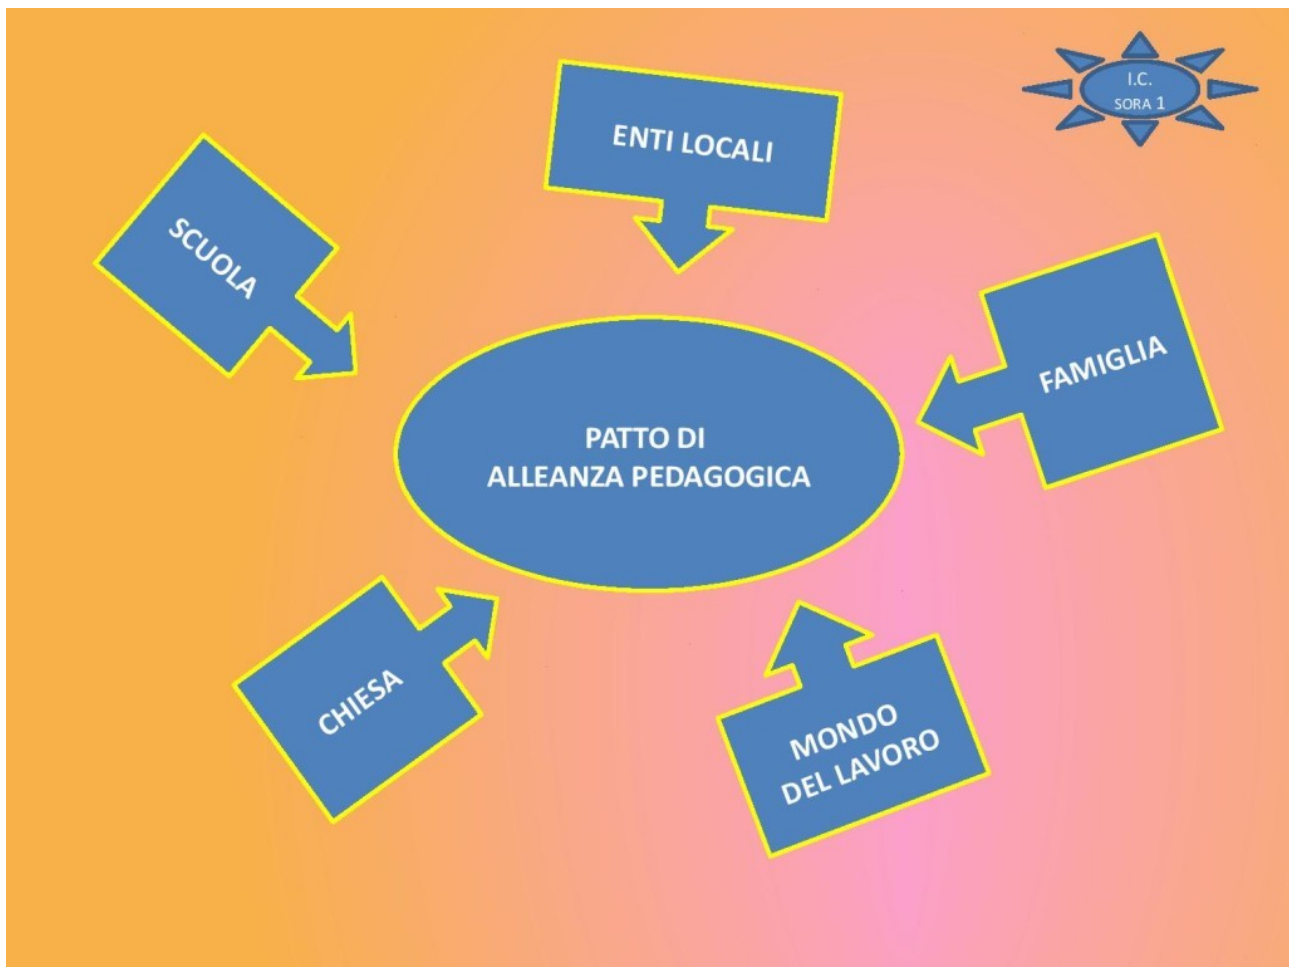 I.C.
SORA 1
ENTI LOCALI
SCUOLA
FAMIGLIA
PATTO DI
ALLEANZA PEDAGOGICA
CHIESA
MONDO
DEL LAVORO